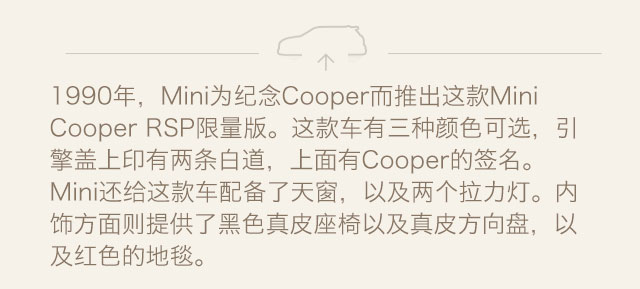 1990年，Mini为纪念Cooper而推出这款Mini
Cooper RSP限量版。这款车有三种颜色可选，引
擎盖上印有两条白道，上面有Cooper的签名。
Mini还给这款车配备了天窗，以及两个拉力灯。内
饰方面则提供了黑色真皮座椅以及真皮方向盘，以
及红色的地毯。